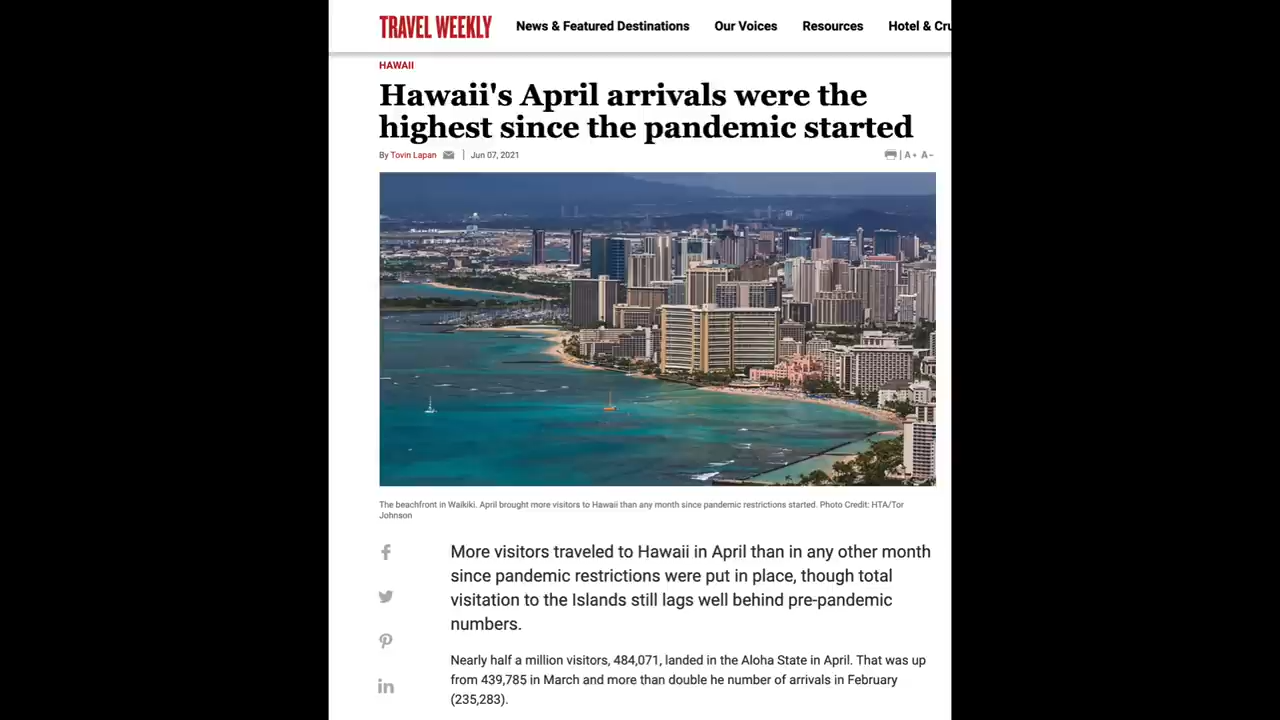 TRAVEL WEEKLY News & Featured Destinations Our Voices Resources Hotel & Cru
HAWAII
Hawaii's April arrivals were the
highest since the pandemic started
By Tovin Lapan | Jun 07, 2021 | A+ A-
The beachfront in Waikiki. April brought more visitors to Hawaii than any month since pandemic restrictions started. Photo Credit: HTA/Tor
Johnson
More visitors traveled to Hawaii in April than in any other month
since pandemic restrictions were put in place, though total
visitation to the Islands still lags well behind pre-pandemic
numbers.
Nearly half a million visitors, 484,071, landed in the Aloha State in April. That was up
from 439,785 in March and more than double he number of arrivals in February
(235,283).